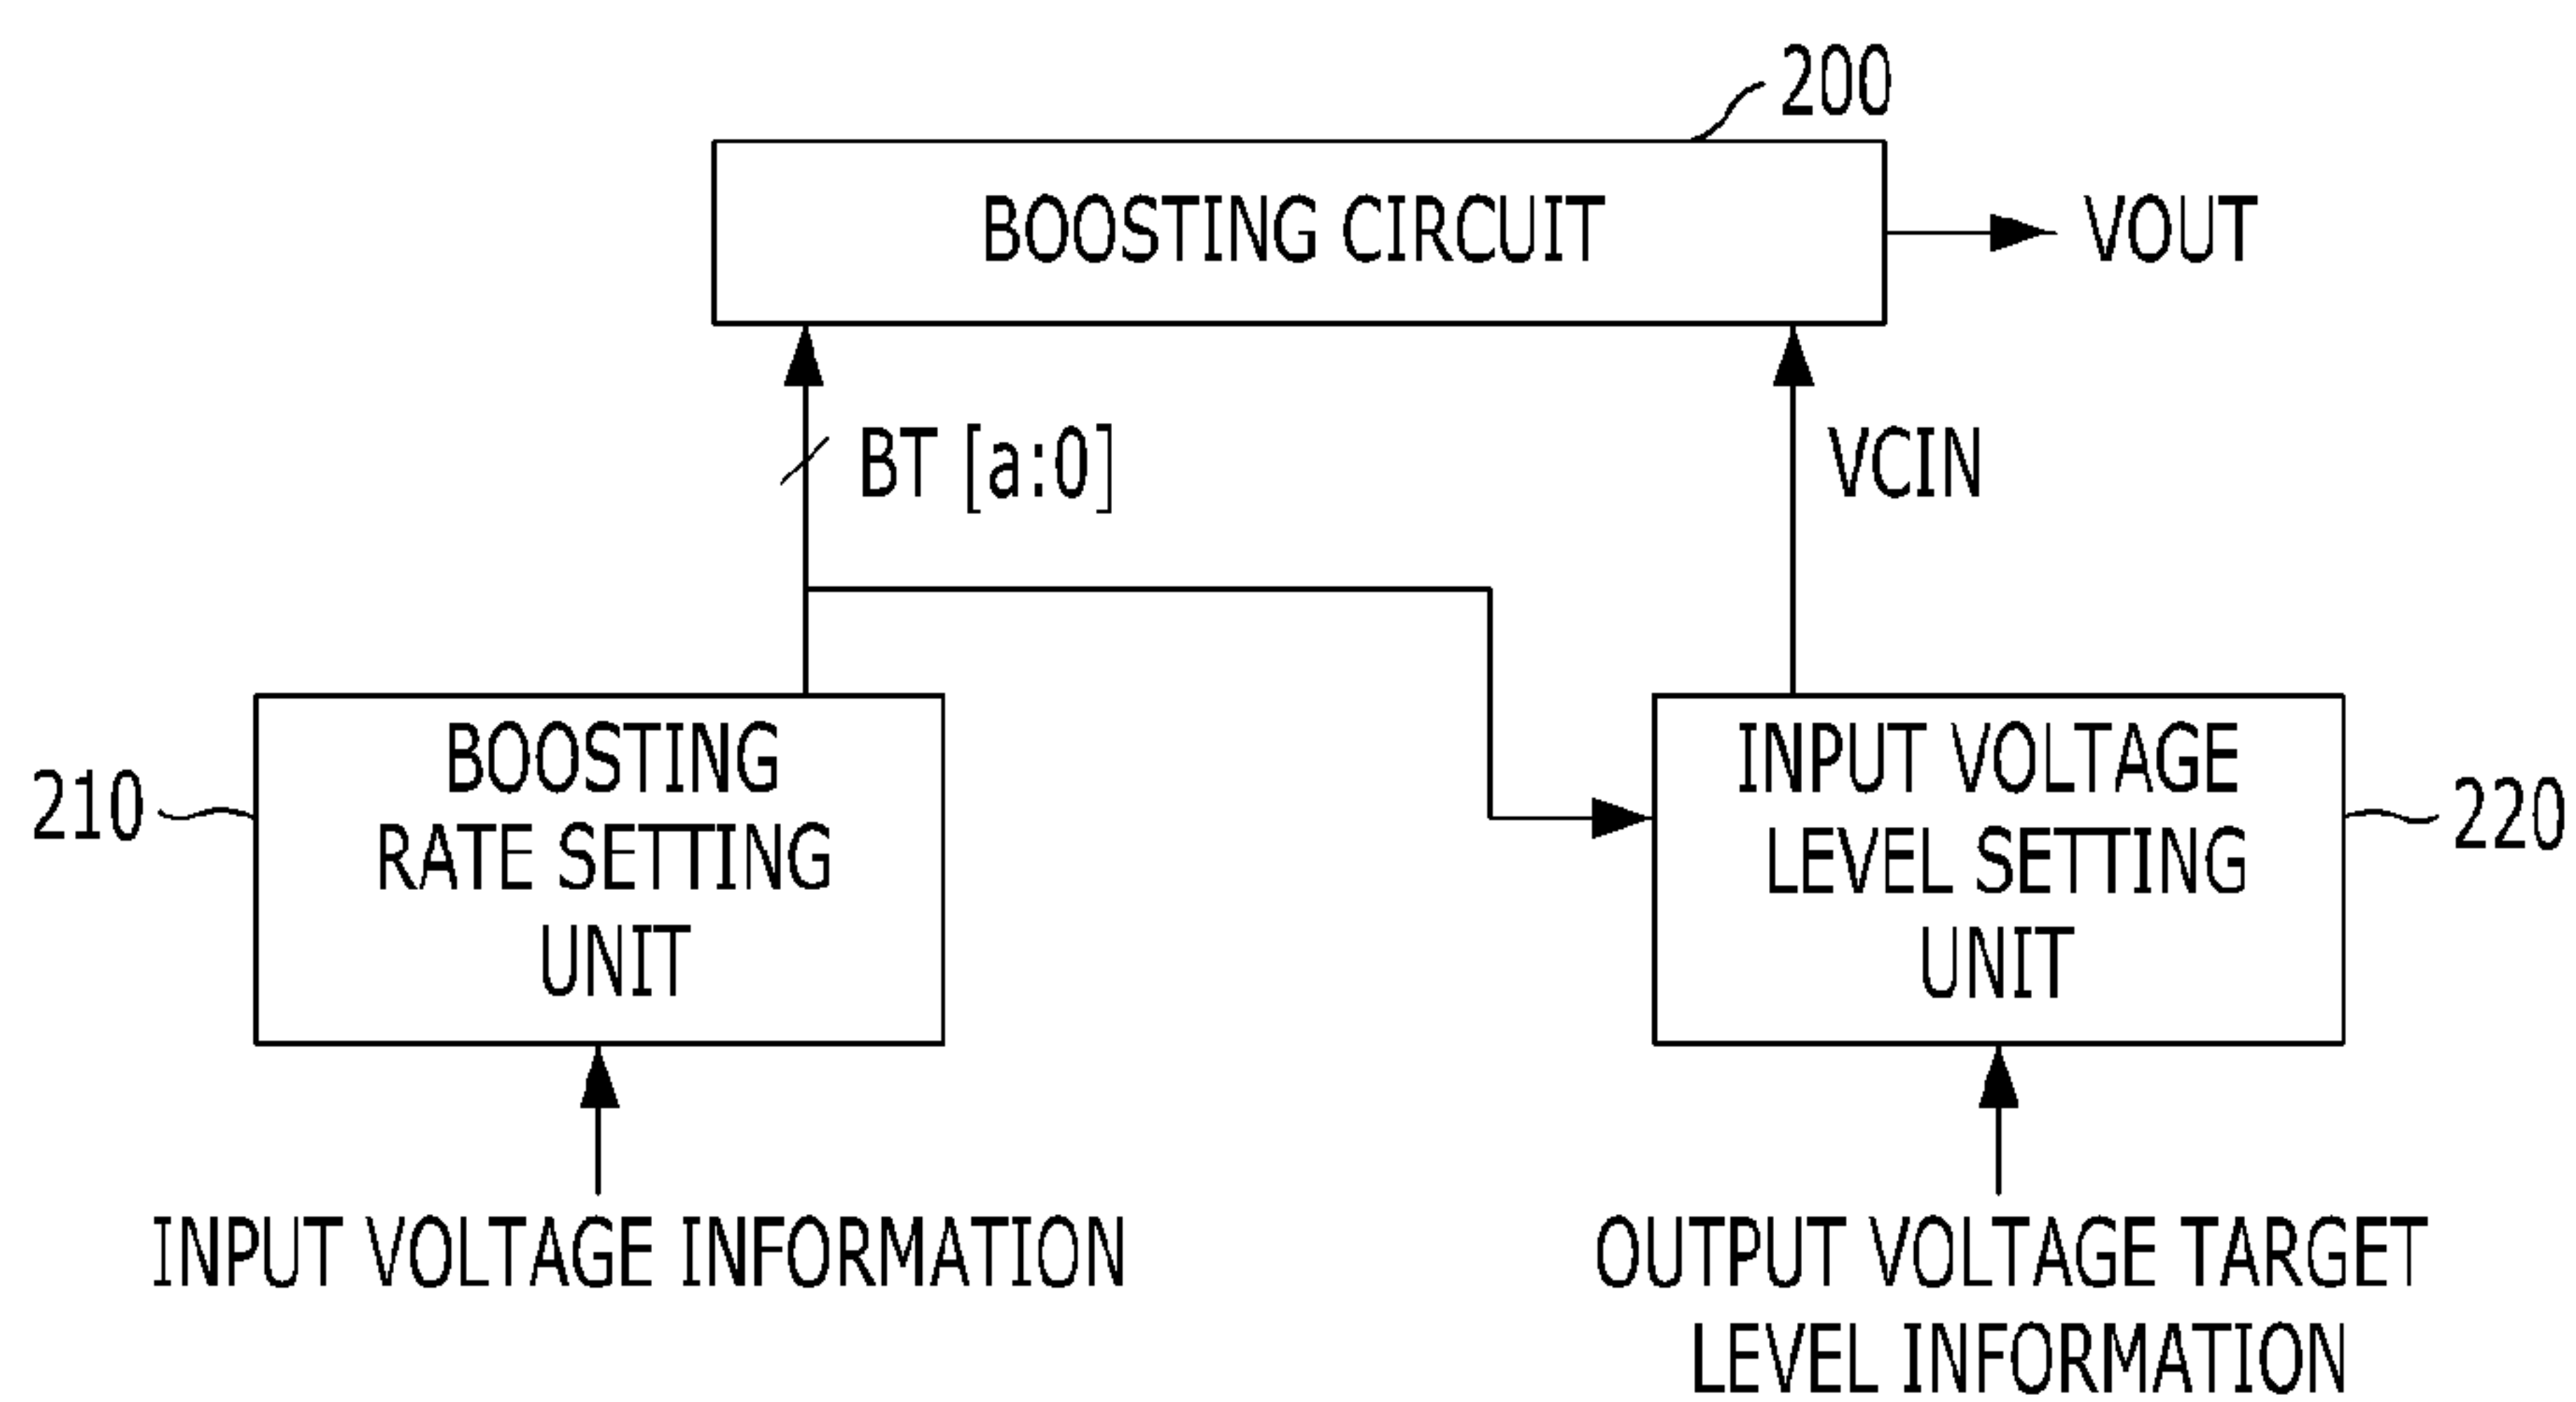 200
BOOSTING CIRCUIT
VOUT
BT [a:0]
VCIN
210
BOOSTING
RATE SETTING
UNIT
INPUT VOLTAGE
LEVEL SETTING
UNIT
220
INPUT VOLTAGE INFORMATION
OUTPUT VOLTAGE TARGET
LEVEL INFORMATION